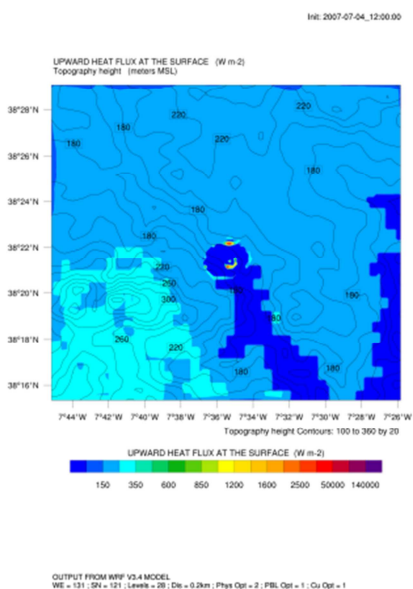 Init: 2007-07-04_12:00:00
UPWARD HEAT FLUX AT THE SURFACE (W m-2)
Topography height (meters MSL)
38°28'N
38°26'N
38°24'N
38°22'N
38°20'N
38°18'N
38°16'N
220
220
180
180
220
180
180
180
220
260
300
180
180
180
260
220
180
180
7°44'W 7°42'W 7°40'W 7°38'W 7°36'W 7°34'W 7°32'W 7°30'W 7°28'W 7°26'W
Topography height Contours: 100 to 360 by 20
UPWARD HEAT FLUX AT THE SURFACE (W m-2)
150 350 600 850 1200 1600 2500 50000 140000
OUTPUT FROM WRF V3.4 MODEL
WE = 131 ; SN = 121 ; Levels = 28 ; Dis = 0.2km ; Phys Opt = 2 ; PBL Opt = 1 ; Cu Opt = 1